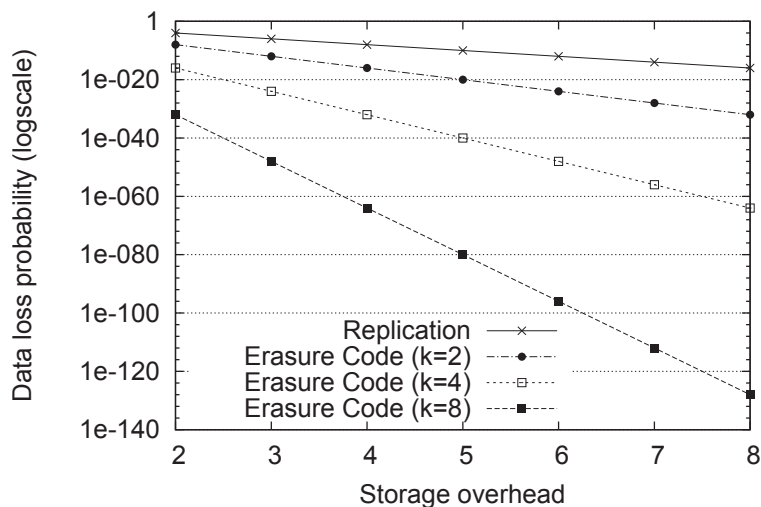 Data loss probability (logscale)
1
1e-020
1e-040
1e-060
1e-080
1e-100
1e-120
1e-140
Replication
Erasure Code (k=2)
Erasure Code (k=4)
Erasure Code (k=8)
2 3 4 5 6 7 8
Storage overhead